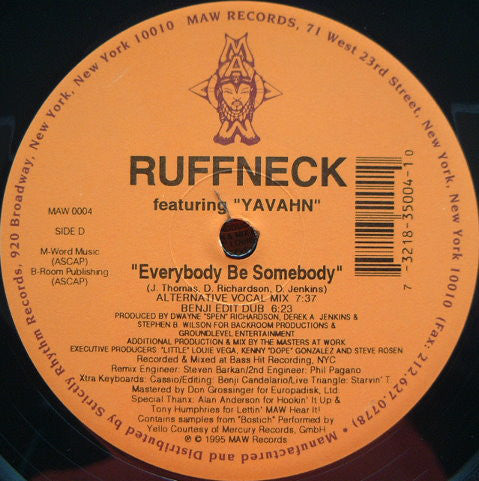 MAW RECORDS, 71 West 23rd Street, New York, New York 10010 (Fax: 212.627.0778) • Manufactured and Distributed by Strictly Rhythm Records, 920 Broadway, New York, New York 10010
MAW
RUFFNECK
featuring "YAVAHN"
7-3218-35004-1 0
MAW 0004
SIDE D
M-Word Music
(ASCAP)
B-Room Publishing
(ASCAP)
"Everybody Be Somebody"
(J. Thomas, D. Richardson, D. Jenkins)
ALTERNATIVE VOCAL MIX 7:37
BENJI EDIT DUB 6:23
PRODUCED BY DWAYNE "SPEN" RICHARDSON, DEREK A. JENKINS &
STEPHEN B. WILSON FOR BACKROOM PRODUCTIONS &
GROUNDLEVEL ENTERTAINMENT
ADDITIONAL PRODUCTION & MIX BY THE MASTERS AT WORK
EXECUTIVE PRODUCERS "LITTLE" LOUIE VEGA, KENNY "DOPE" GONZALEZ AND STEVE ROSEN
Recorded & Mixed at Bass Hit Recording, NYC
Remix Engineer: Steven Barkan/2nd Engineer: Phil Pagano
Xtra Keyboards: Cassio/Editing: Benji Candelario/Live Triangle: Starvin' T.
Mastered by Don Grossinger for Europadisk, Ltd.
Special Thanx: Alan Anderson for Hookin' It Up &
Tony Humphries for Lettin' MAW Hear It!
Contains samples from "Bostich" Performed by
Yello Courtesy of Mercury Records, GmbH
℗ © 1995 MAW Records